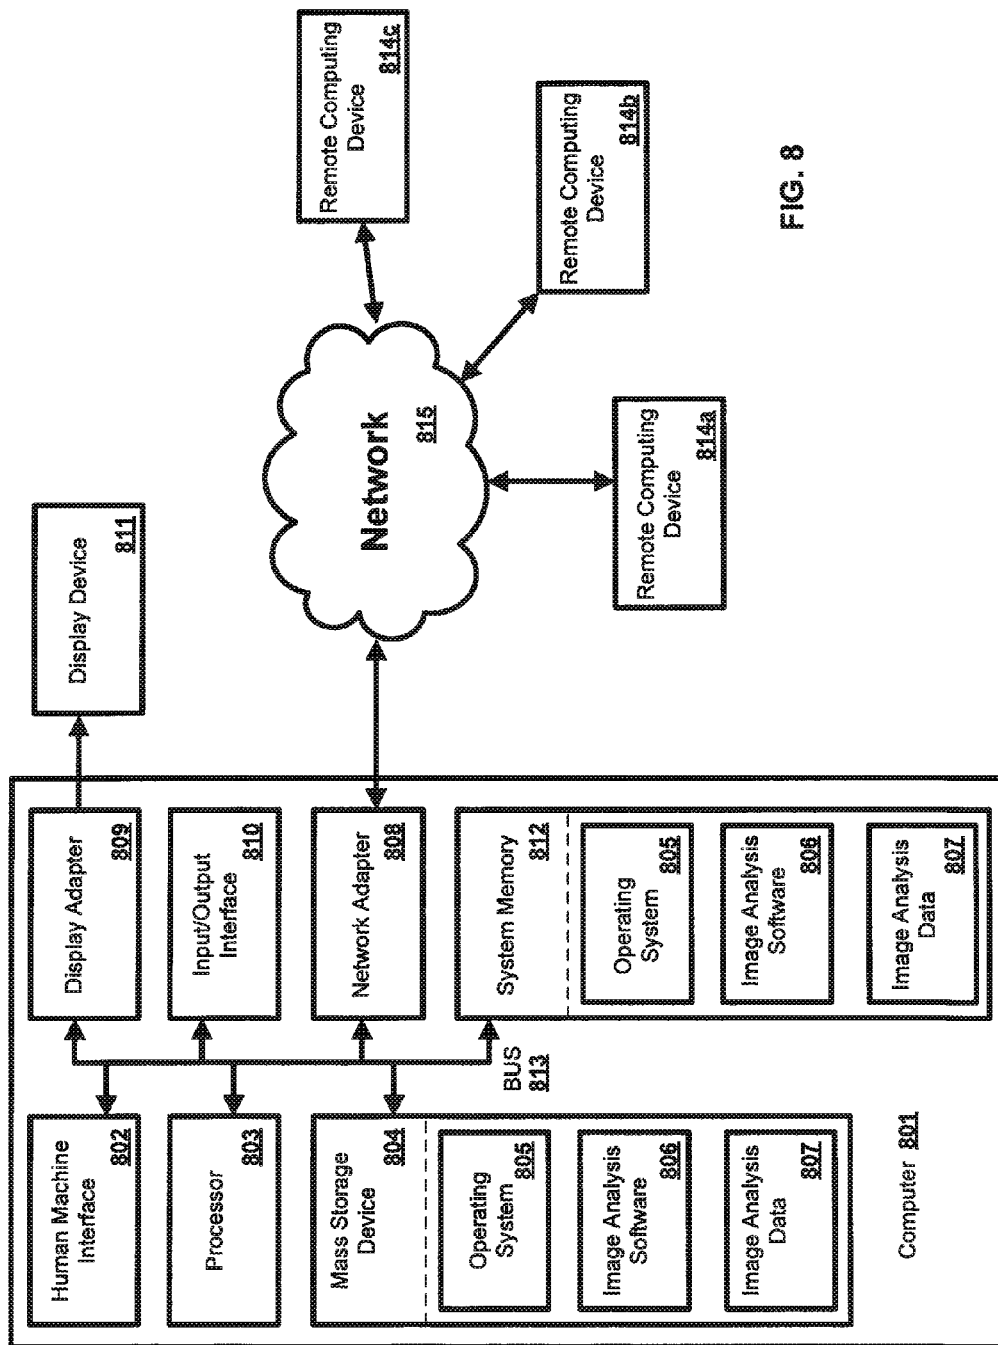 Human Machine
Interface
802
Processor
803
Mass Storage
Device
804
Operating
System
805
Image Analysis
Software
806
Image Analysis
Data
807
Computer 801
BUS
813
Display Adapter
809
Input/Output
Interface
810
Network Adapter
808
System Memory
812
Operating
System
805
Image Analysis
Software
806
Image Analysis
Data
807
Display Device
811
Network
815
Remote Computing
Device
814a
Remote Computing
Device
814b
Remote Computing
Device
814c
FIG. 8